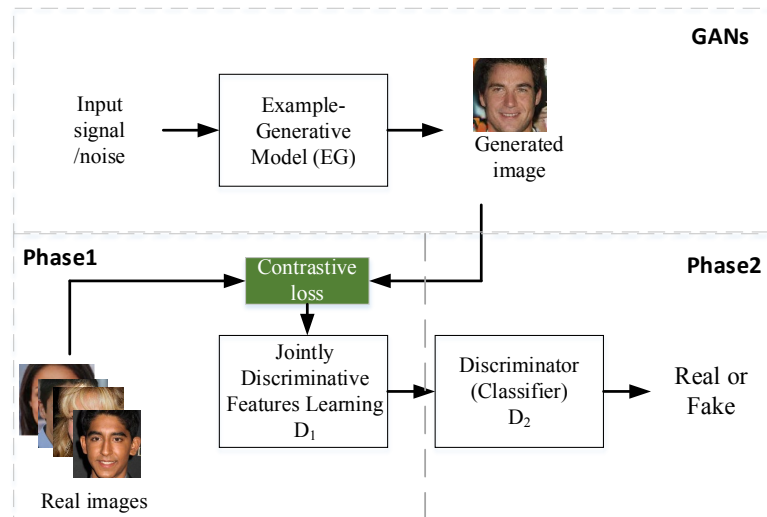 GANs
Input
signal
/noise
Example-
Generative
Model (EG)
Generated
image
Phase1
Contrastive
loss
Phase2
Jointly
Discriminative
Features Learning
D₁
Discriminator
(Classifier)
D₂
Real or
Fake
Real images